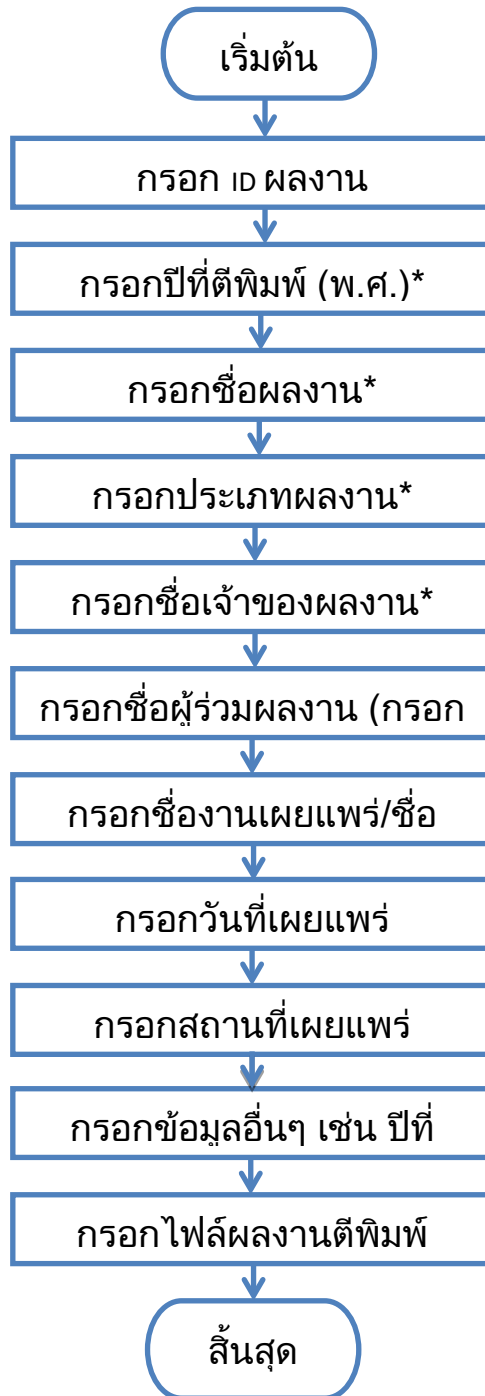 เริ่มต้น
กรอก ID ผลงาน
กรอกปีที่ตีพิมพ์ (พ.ศ.)*
กรอกชื่อผลงาน*
กรอกประเภทผลงาน*
กรอกชื่อเจ้าของผลงาน*
กรอกชื่อผู้ร่วมผลงาน (กรอก
กรอกชื่องานเผยแพร่/ชื่อ
กรอกวันที่เผยแพร่
กรอกสถานที่เผยแพร่
กรอกข้อมูลอื่นๆ เช่น ปีที่
กรอกไฟล์ผลงานตีพิมพ์
สิ้นสุด